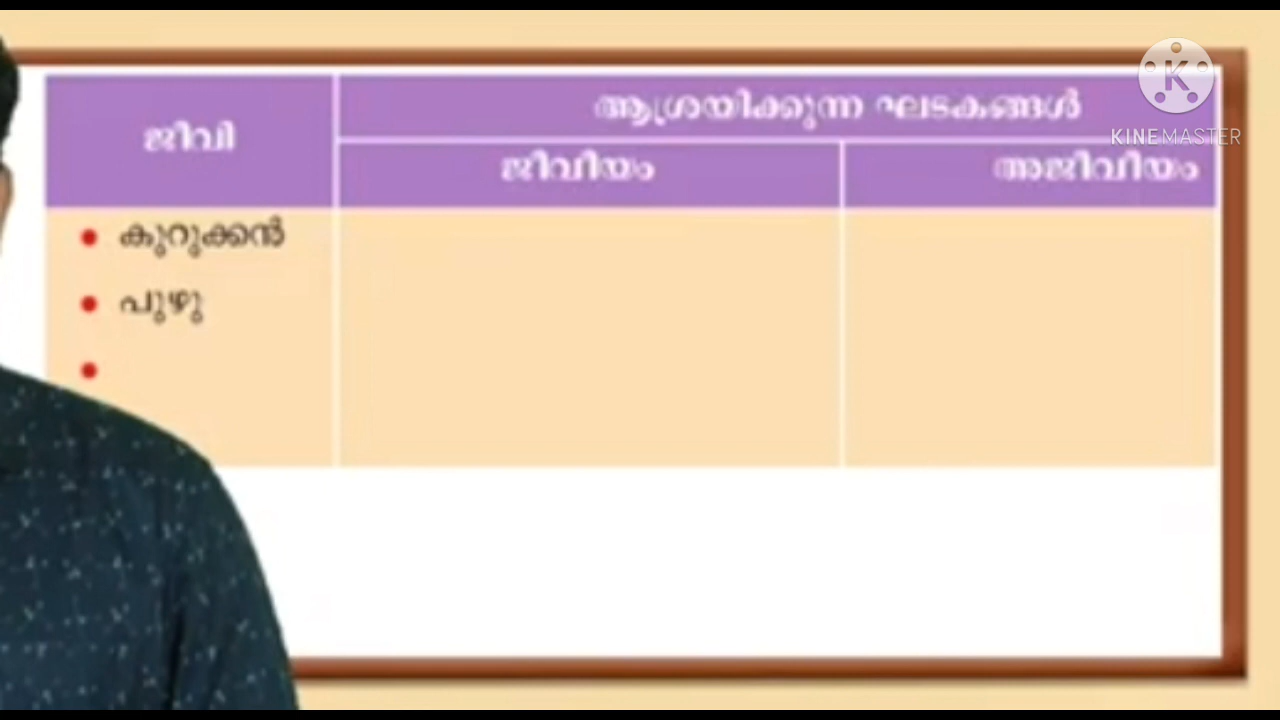 ആശ്രയിക്കുന്ന ഘടകങ്ങൾ
ജീവി
ജീവിയം
അജീവിയം
കുറുക്കൻ
പുഴു
KINEMASTER